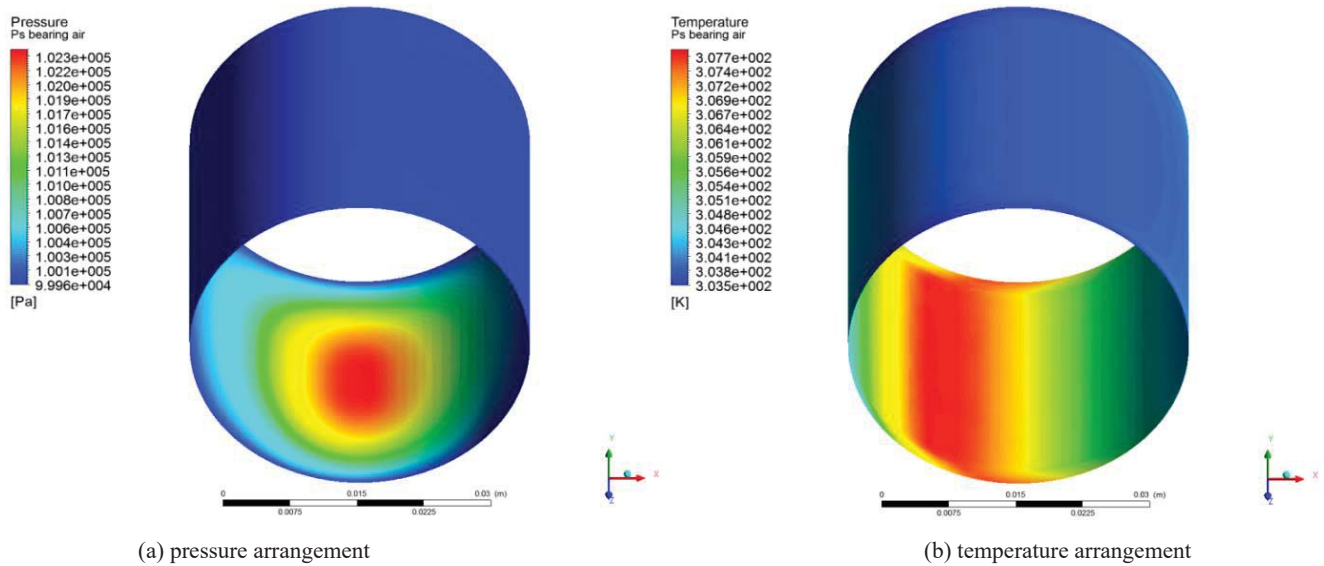 Pressure
Ps bearing air
1.023e+005
1.022e+005
1.020e+005
1.019e+005
1.017e+005
1.016e+005
1.014e+005
1.013e+005
1.011e+005
1.010e+005
1.008e+005
1.007e+005
1.006e+005
1.004e+005
1.003e+005
1.001e+005
9.996e+004
[Pa]
0 0.015 0.03 (m)
0.0075 0.0225
Y
X
Z
(a) pressure arrangement
Temperature
Ps bearing air
3.077e+002
3.074e+002
3.072e+002
3.069e+002
3.067e+002
3.064e+002
3.061e+002
3.059e+002
3.056e+002
3.054e+002
3.051e+002
3.048e+002
3.046e+002
3.043e+002
3.041e+002
3.038e+002
3.035e+002
[K]
0 0.015 0.03 (m)
0.0075 0.0225
Y
X
Z
(b) temperature arrangement